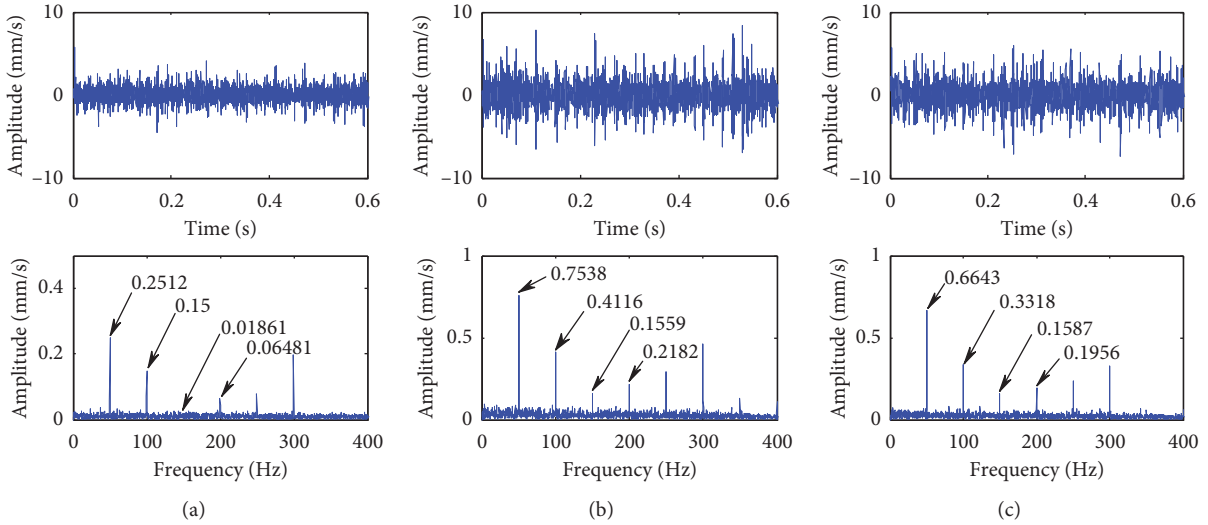 10
0
–10
Amplitude (mm/s)
0 0.2 0.4 0.6
Time (s)
10
0
–10
Amplitude (mm/s)
0 0.2 0.4 0.6
Time (s)
10
0
–10
Amplitude (mm/s)
0 0.2 0.4 0.6
Time (s)
0.4
0.2
0
Amplitude (mm/s)
0.2512
0.15
0.01861
0.06481
0 100 200 300 400
Frequency (Hz)
(a)
1
0.5
0
Amplitude (mm/s)
0.7538
0.4116
0.1559
0.2182
0 100 200 300 400
Frequency (Hz)
(b)
1
0.5
0
Amplitude (mm/s)
0.6643
0.3318
0.1587
0.1956
0 100 200 300 400
Frequency (Hz)
(c)